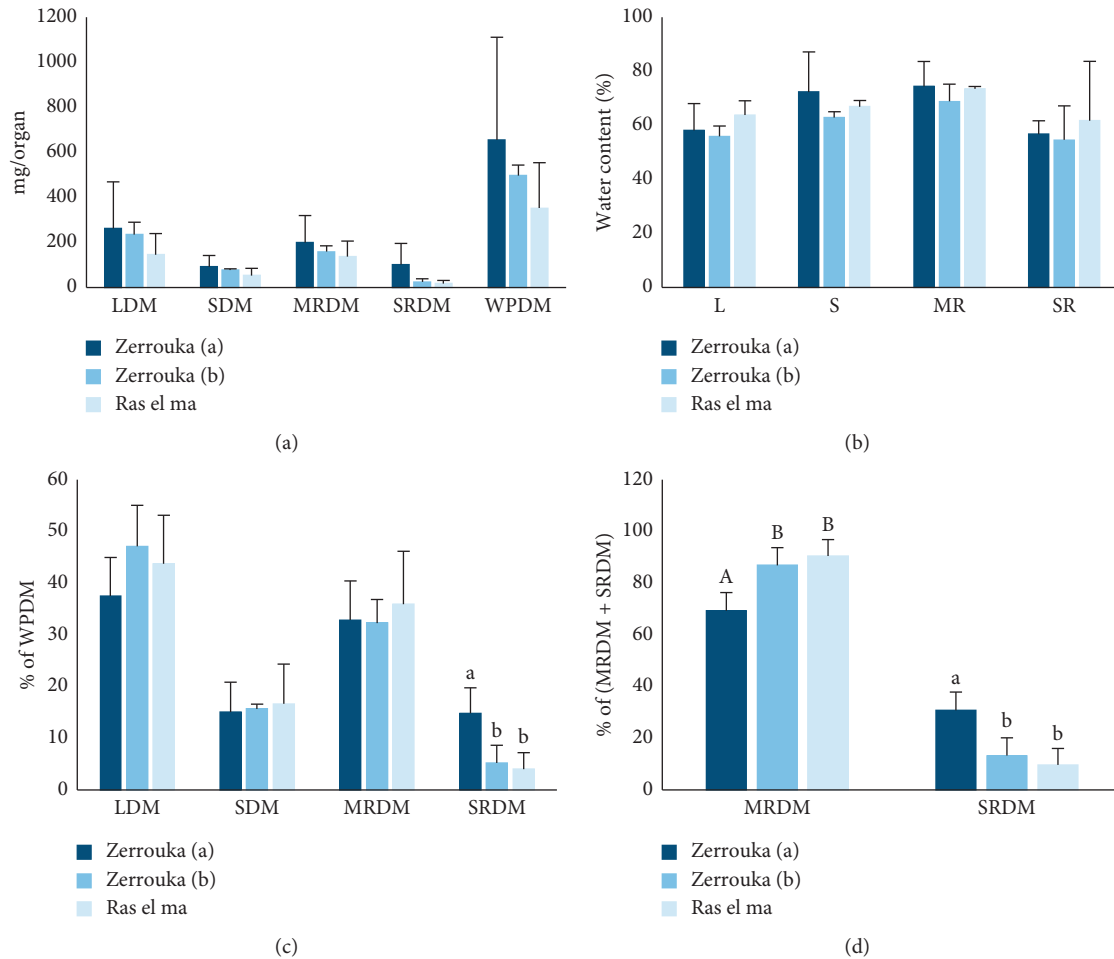 1200
1000
800
600
400
200
0
mg/organ
LDM SDM MRDM SRDM WPDM
Zerrouka (a)
Zerrouka (b)
Ras el ma
(a)
100
80
60
40
20
0
Water content (%)
L S MR SR
Zerrouka (a)
Zerrouka (b)
Ras el ma
(b)
60
50
40
30
20
10
0
% of WPDM
a
b b
LDM SDM MRDM SRDM
Zerrouka (a)
Zerrouka (b)
Ras el ma
(c)
120
100
80
60
40
20
0
% of (MRDM + SRDM)
A B B
a b b
MRDM SRDM
Zerrouka (a)
Zerrouka (b)
Ras el ma
(d)